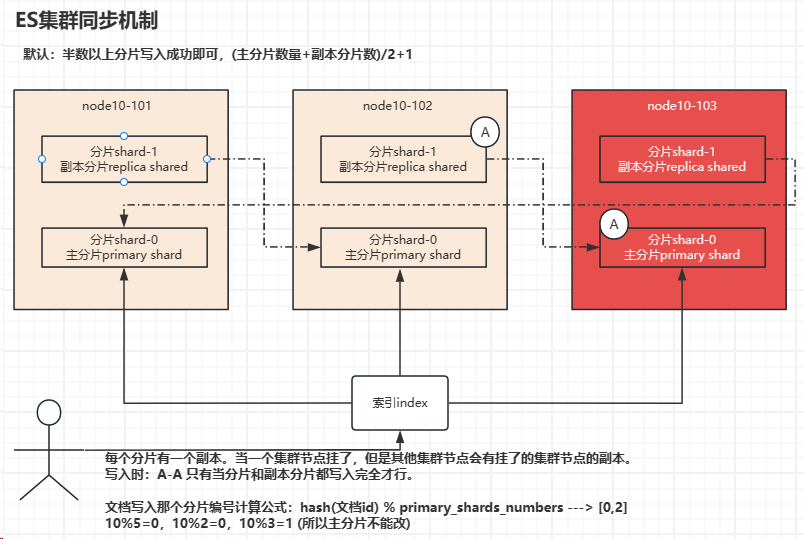 ES集群同步机制
默认：半数以上分片写入成功即可，(主分片数量+副本分片数)/2+1
node10-101
分片shard-1
副本分片replica shared
分片shard-0
主分片primary shard
node10-102
A
分片shard-1
副本分片replica shared
分片shard-0
主分片primary shard
node10-103
分片shard-1
副本分片replica shared
A
分片shard-0
主分片primary shard
索引index
每个分片有一个副本。当一个集群节点挂了，但是其他集群节点会有挂了的集群节点的副本。
写入时：A-A 只有当分片和副本分片都写入完全才行。
文档写入那个分片编号计算公式：hash(文档id) % primary_shards_numbers ---> [0,2]
10%5=0，10%2=0，10%3=1 (所以主分片不能改)